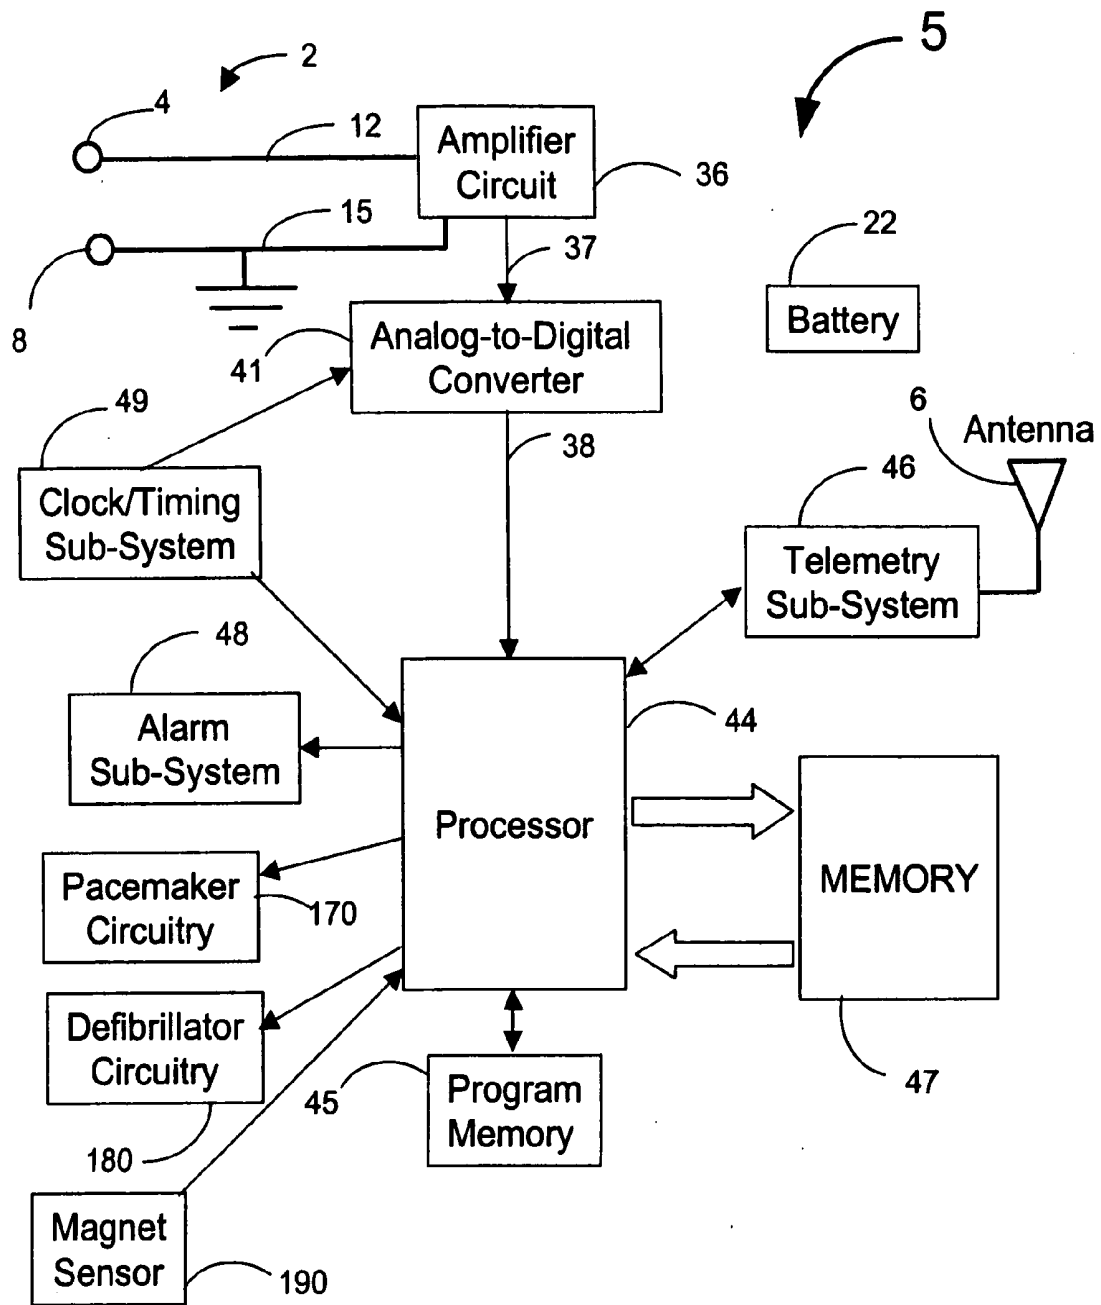 5
2
4
12
Amplifier
Circuit
36
15
37
22
8
Battery
41
Analog-to-Digital
Converter
49
38
6
Antenna
46
Clock/Timing
Sub-System
Telemetry
Sub-System
48
44
Alarm
Sub-System
Processor
MEMORY
Pacemaker
Circuitry
170
Defibrillator
Circuitry
45
Program
Memory
47
180
Magnet
Sensor
190